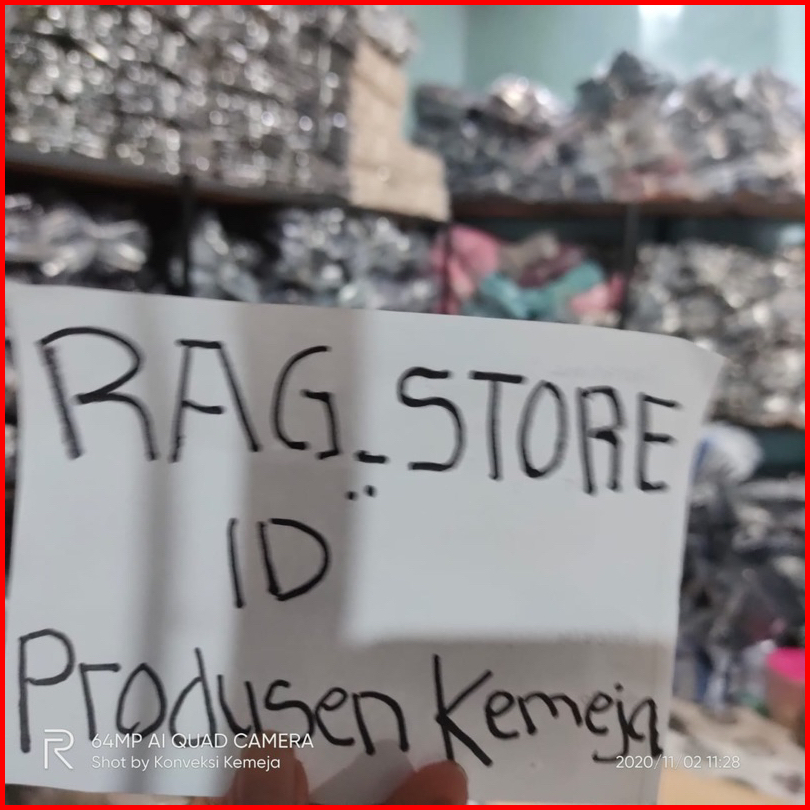 RAG_STORE
ID
Produsen Kemeja
64MP AI QUAD CAMERA
Shot by Konveksi Kemeja
2020/11/02 11:28